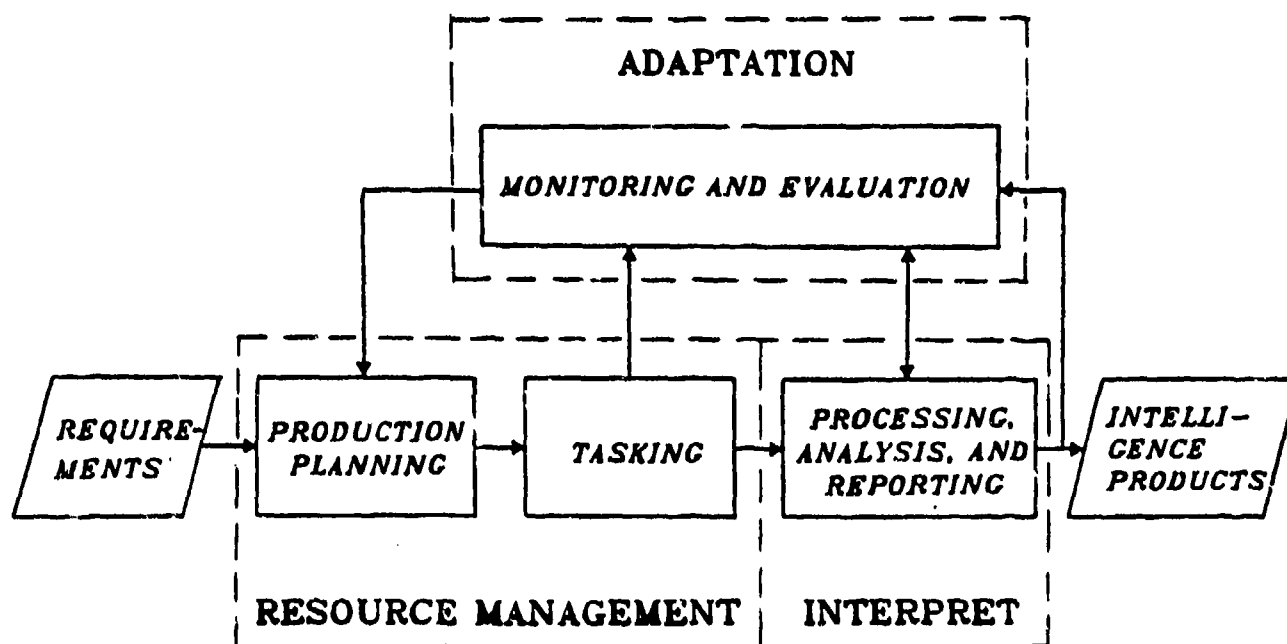 ADAPTATION
MONITORING AND EVALUATION
REQUIRE-
MENTS
PRODUCTION
PLANNING
TASKING
PROCESSING,
ANALYSIS, AND
REPORTING
INTELLI-
GENCE
PRODUCTS
RESOURCE MANAGEMENT
INTERPRET